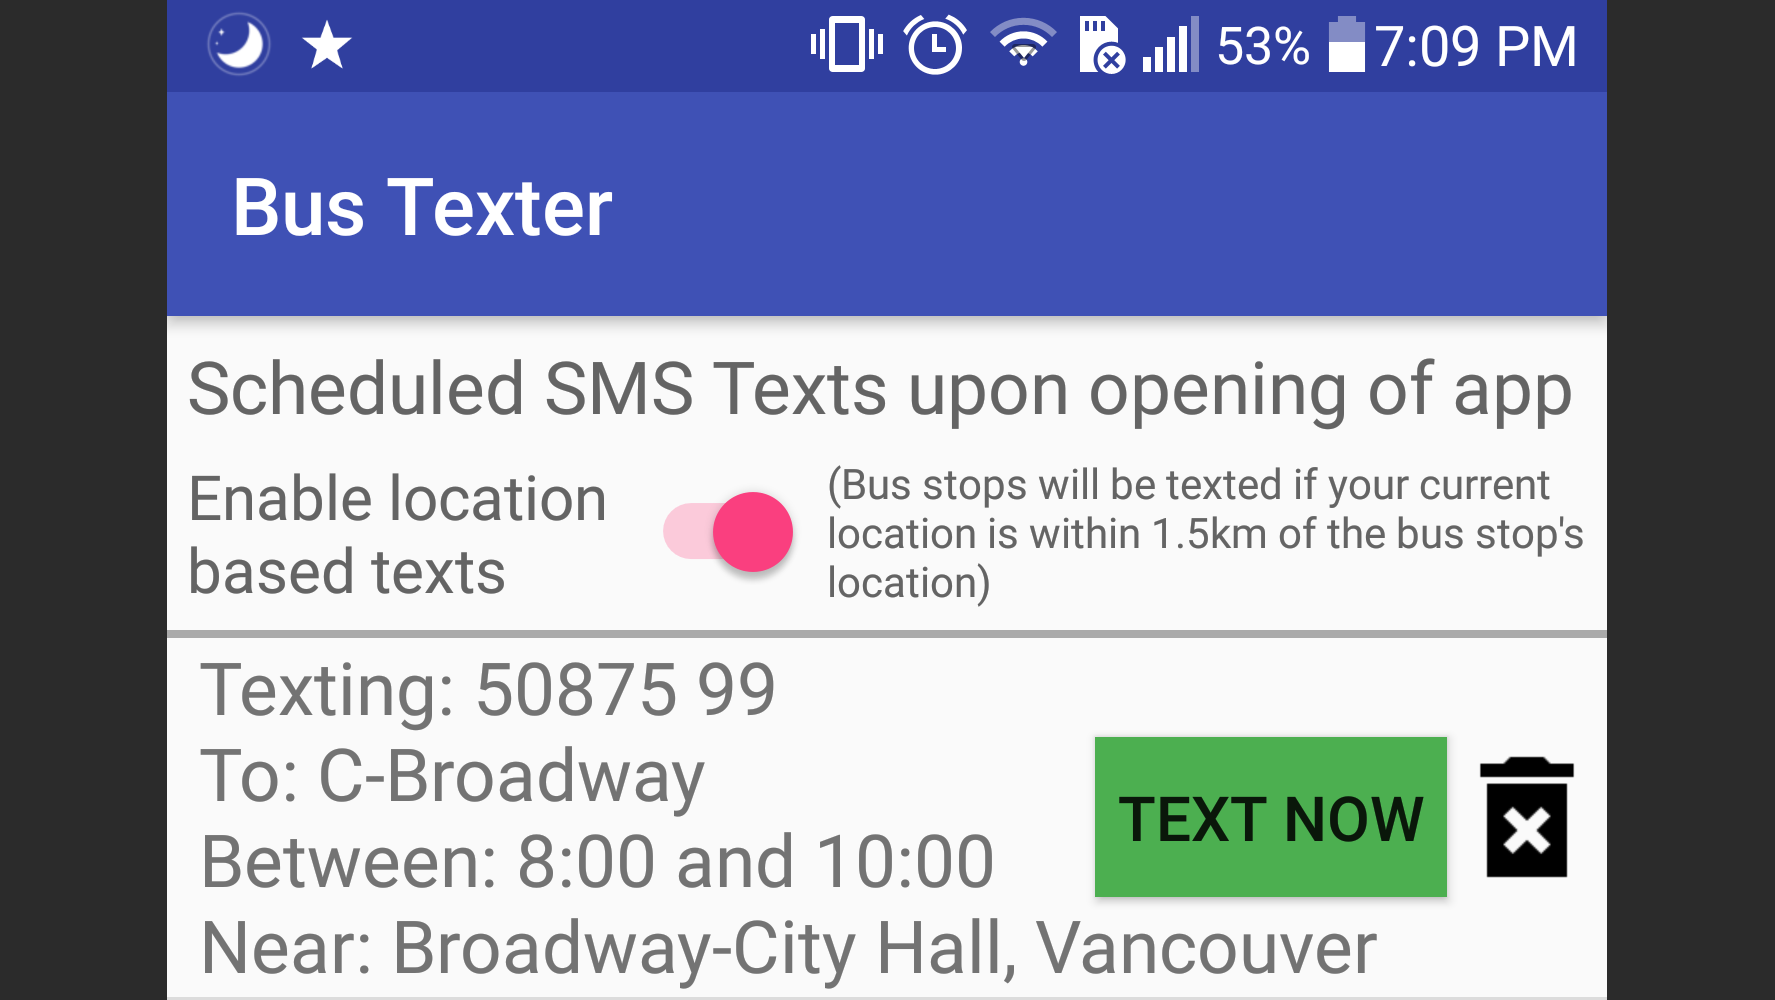 53% 7:09 PM
Bus Texter
Scheduled SMS Texts upon opening of app
Enable location
based texts
(Bus stops will be texted if your current
location is within 1.5km of the bus stop's
location)
Texting: 50875 99
To: C-Broadway
Between: 8:00 and 10:00
Near: Broadway-City Hall, Vancouver
TEXT NOW